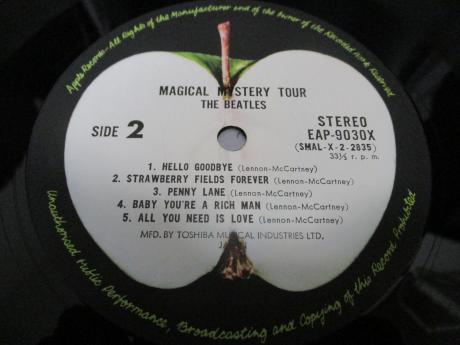 Apple Records - All Rights of the Manufacturer and of the Owner of the Recorded Work Reserved
MAGICAL MYSTERY TOUR
THE BEATLES
SIDE 2
STEREO
EAP-9030X
(SMAL-X-2-2835)
33⅓ r. p. m.
1. HELLO GOODBYE (Lennon-McCartney)
2. STRAWBERRY FIELDS FOREVER (Lennon-McCartney)
3. PENNY LANE (Lennon-McCartney)
4. BABY YOU'RE A RICH MAN (Lennon-McCartney)
5. ALL YOU NEED IS LOVE (Lennon-McCartney)
MFD. BY TOSHIBA MUSICAL INDUSTRIES LTD.
Unauthorised Public Performance, Broadcasting and Copying of this Record Prohibited